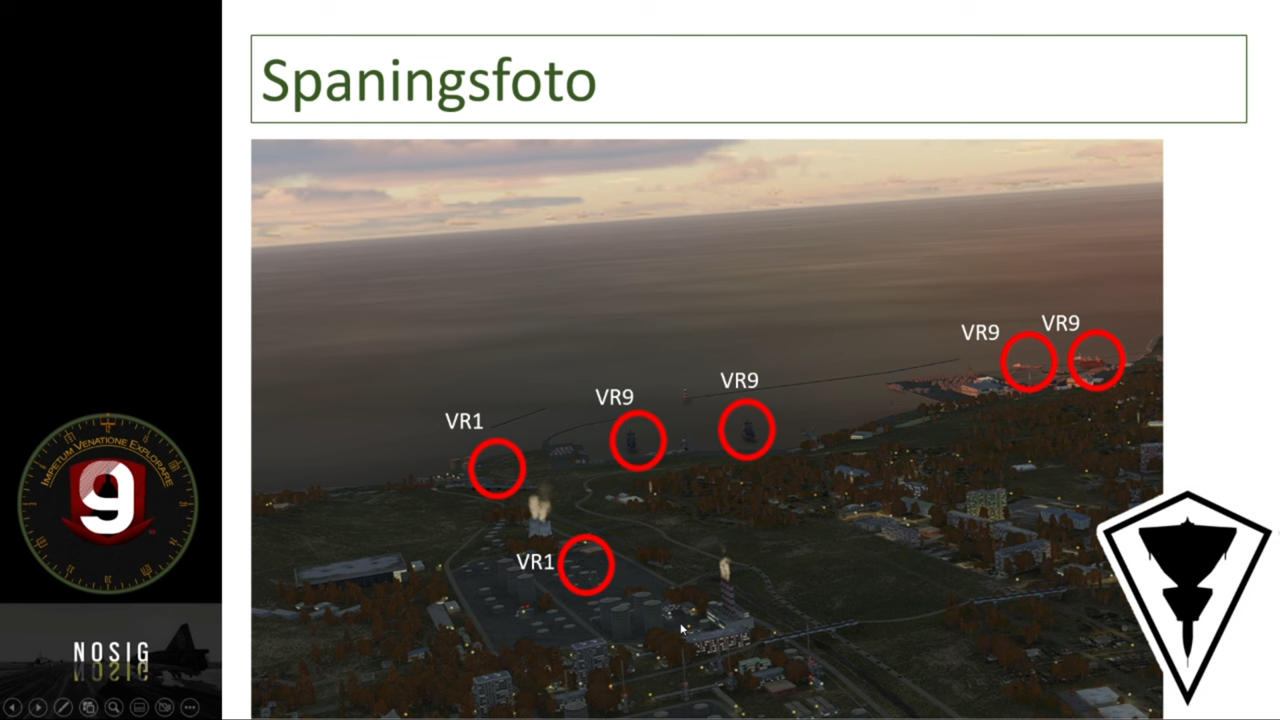 Spaningsfoto
VR9
VR9
VR9
VR9
VR1
VR1
IMPETUM VENATIONE EXPLORARE
9
NOSIG